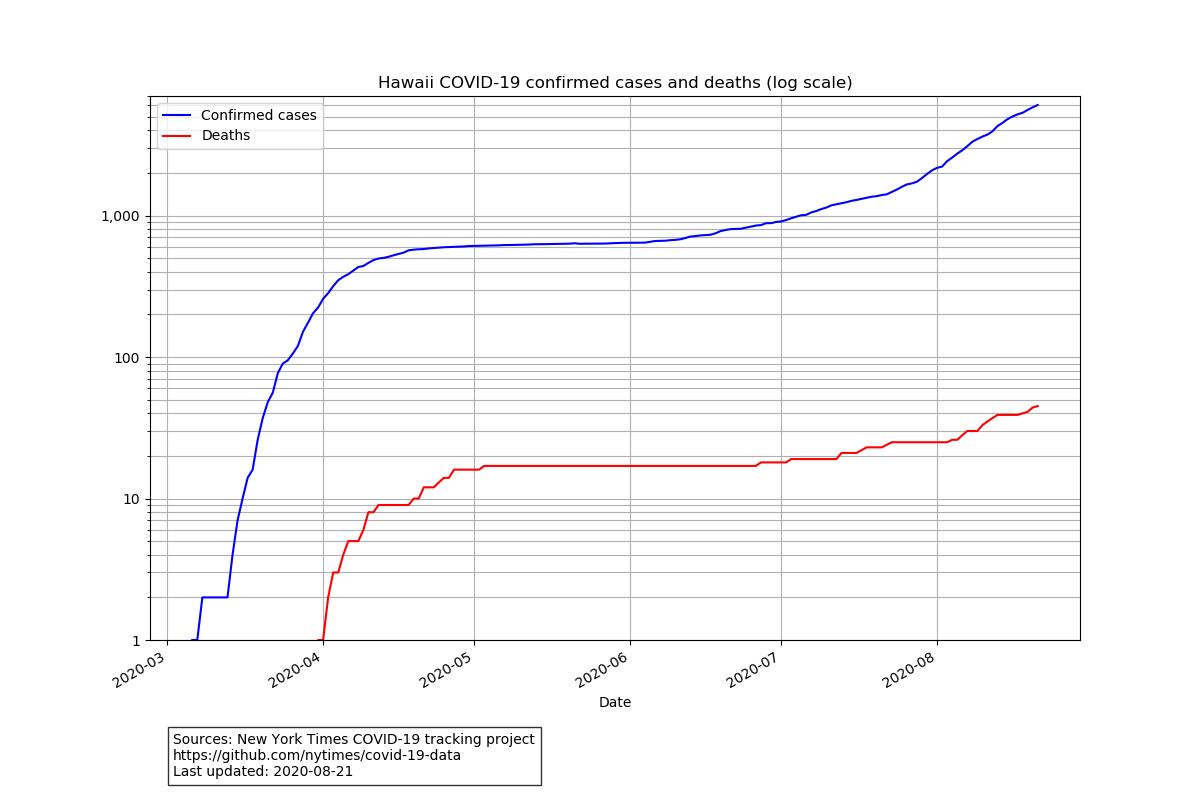 Hawaii COVID-19 confirmed cases and deaths (log scale)
Confirmed cases
Deaths
1,000
100
10
1
2020-03
2020-04
2020-05
2020-06
2020-07
2020-08
Date
Sources: New York Times COVID-19 tracking project
https://github.com/nytimes/covid-19-data
Last updated: 2020-08-21